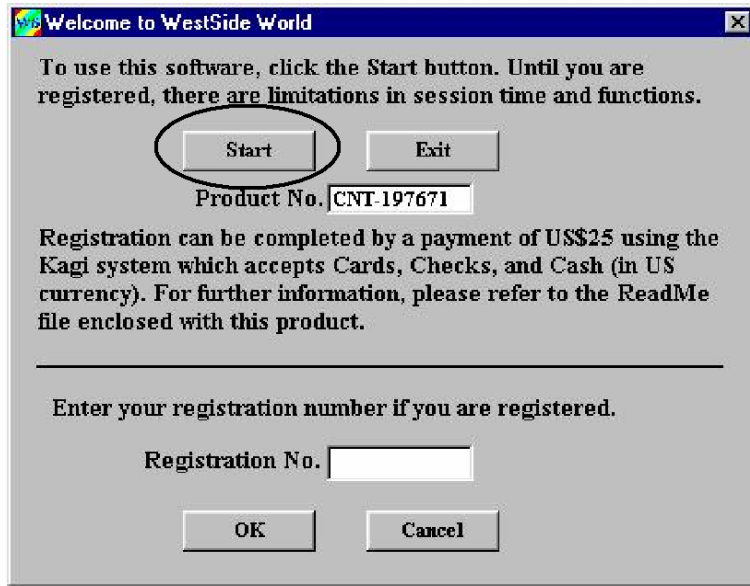 WS Welcome to WestSide World
To use this software, click the Start button. Until you are
registered, there are limitations in session time and functions.
Start Exit
Product No. CNT-197671
Registration can be completed by a payment of US$25 using the
Kagi system which accepts Cards, Checks, and Cash (in US
currency). For further information, please refer to the ReadMe
file enclosed with this product.
Enter your registration number if you are registered.
Registration No.
OK Cancel